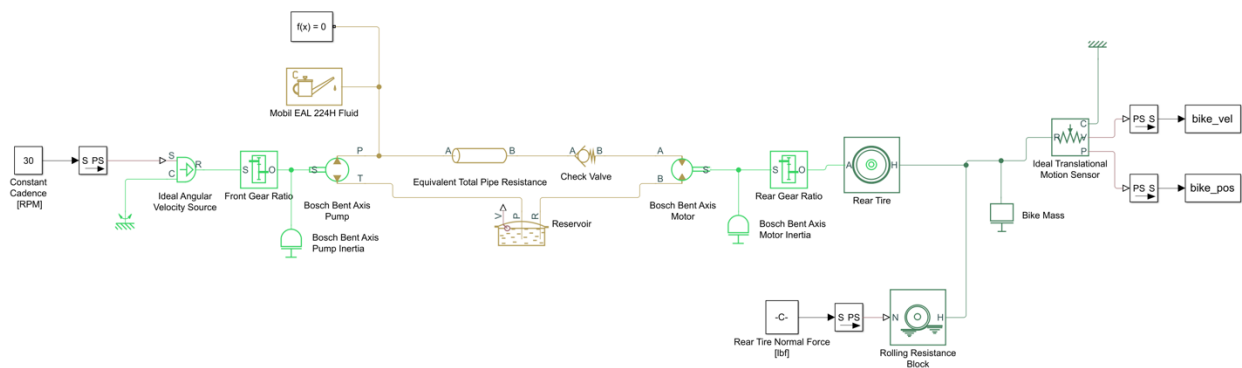 f(x) = 0
C
Mobil EAL 224H Fluid
30
S PS
Constant
Cadence
[RPM]
S
C
R
Ideal Angular
Velocity Source
S
O
Front Gear Ratio
Bosch Bent Axis
Pump Inertia
S
P
T
Bosch Bent Axis
Pump
A
B
Equivalent Total Pipe Resistance
A
B
Check Valve
V
P
R
Reservoir
A
B
S
Bosch Bent Axis
Motor
Bosch Bent Axis
Motor Inertia
S
O
Rear Gear Ratio
A
H
Rear Tire
-C-
Rear Tire Normal Force
[lbf]
S PS
N
H
Rolling Resistance
Block
Bike Mass
R
C
V
P
Ideal Translational
Motion Sensor
PS S
bike_vel
PS S
bike_pos